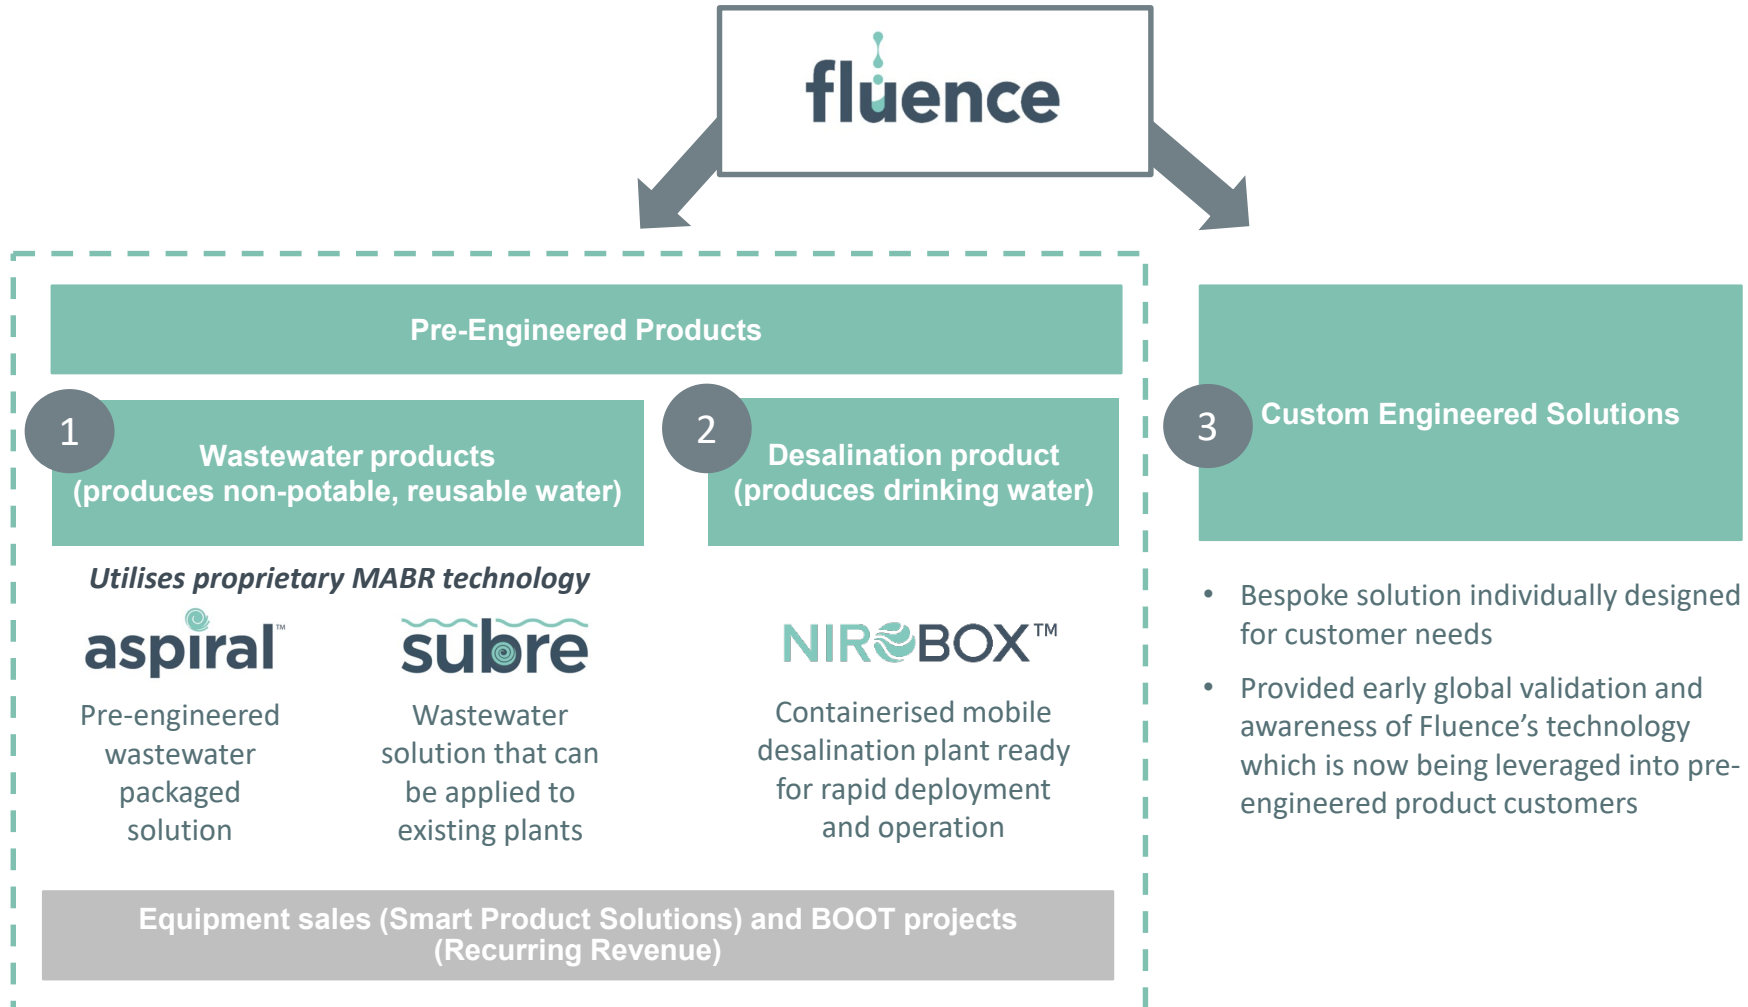 fluence
Pre-Engineered Products
1
Wastewater products
(produces non-potable, reusable water)
Utilises proprietary MABR technology
aspiral™
Pre-engineered
wastewater
packaged
solution
subre
Wastewater
solution that can
be applied to
existing plants
2
Desalination product
(produces drinking water)
NIROBOX™
Containerised mobile
desalination plant ready
for rapid deployment
and operation
Equipment sales (Smart Product Solutions) and BOOT projects
(Recurring Revenue)
3
Custom Engineered Solutions
• Bespoke solution individually designed
for customer needs
• Provided early global validation and
awareness of Fluence’s technology
which is now being leveraged into pre-
engineered product customers